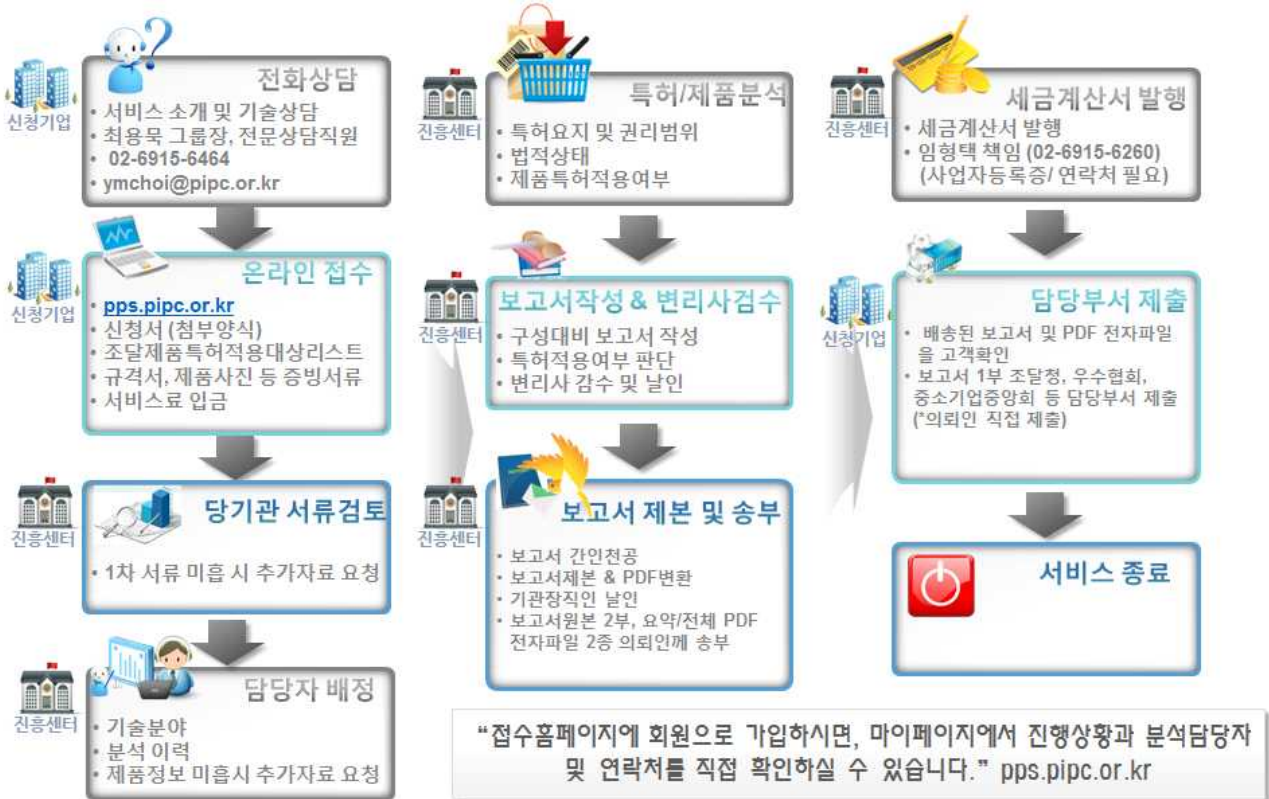 전화상담
신청기업
• 서비스 소개 및 기술상담
• 최용묵 그룹장, 전문상담직원
• 02-6915-6464
• ymchoi@pipc.or.kr
온라인 접수
신청기업
• pps.pipc.or.kr
• 신청서 (첨부양식)
• 조달제품특허적용대상리스트
• 규격서, 제품사진 등 증빙서류
• 서비스료 입금
당기관 서류검토
진흥센터
• 1차 서류 미흡 시 추가자료 요청
담당자 배정
진흥센터
• 기술분야
• 분석 이력
• 제품정보 미흡시 추가자료 요청
특허/제품분석
진흥센터
• 특허요지 및 권리범위
• 법적상태
• 제품특허적용여부
보고서작성 & 변리사검수
진흥센터
• 구성대비 보고서 작성
• 특허적용여부 판단
• 변리사 감수 및 날인
보고서 제본 및 송부
진흥센터
• 보고서 간인천공
• 보고서제본 & PDF변환
• 기관장직인 날인
• 보고서원본 2부, 요약/전체 PDF
전자파일 2종 의뢰인께 송부
세금계산서 발행
진흥센터
• 세금계산서 발행
• 임형택 책임 (02-6915-6260)
(사업자등록증/ 연락처 필요)
담당부서 제출
신청기업
• 배송된 보고서 및 PDF 전자파일
을 고객확인
• 보고서 1부 조달청, 우수협회,
중소기업중앙회 등 담당부서 제출
(*의뢰인 직접 제출)
서비스 종료
“접수홈페이지에 회원으로 가입하시면, 마이페이지에서 진행상황과 분석담당자
및 연락처를 직접 확인하실 수 있습니다.” pps.pipc.or.kr